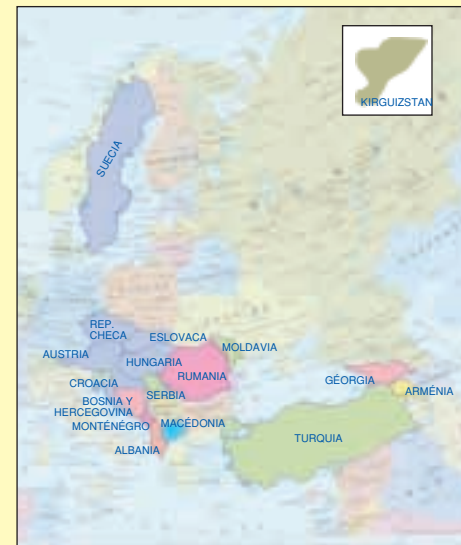 KIRGUIZSTAN
SUECIA
REP.
CHECA
ESLOVACA
MOLDAVIA
AUSTRIA
HUNGARIA
RUMANIA
GÉORGIA
CROACIA
SERBIA
ARMÉNIA
BOSNIA Y
HERCEGOVINA
MACÉDONIA
MONTÉNÉGRO
TURQUIA
ALBANIA